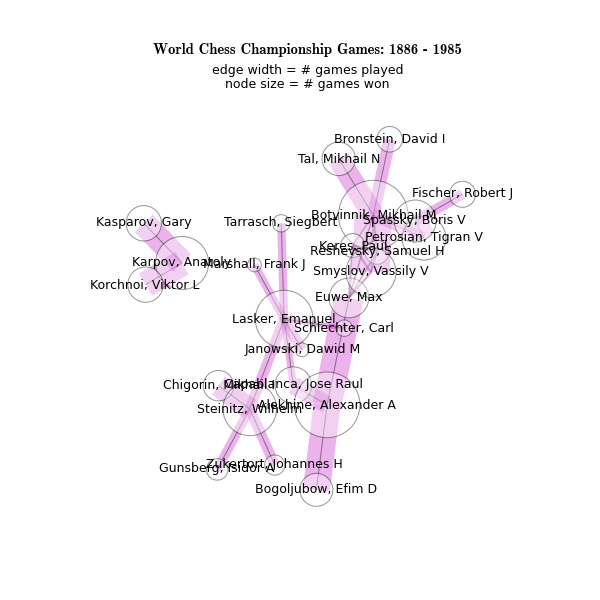 World Chess Championship Games: 1886 - 1985
edge width = # games played
node size = # games won
Bronstein, David I
Tal, Mikhail N
Fischer, Robert J
Botvinnik, Mikhail M
Spassky, Boris V
Kasparov, Gary
Tarrasch, Siegbert
Petrosian, Tigran V
Keres, Paul
Reshevsky, Samuel H
Karpov, Anatoly
Marshall, Frank J
Smyslov, Vassily V
Korchnoi, Viktor L
Euwe, Max
Lasker, Emanuel
Schlechter, Carl
Janowski, Dawid M
Chigorin, Mikhail I
Capablanca, Jose Raul
Steinitz, Wilhelm
Alekhine, Alexander A
Gunsberg, Isidor A
Zukertort, Johannes H
Bogoljubow, Efim D